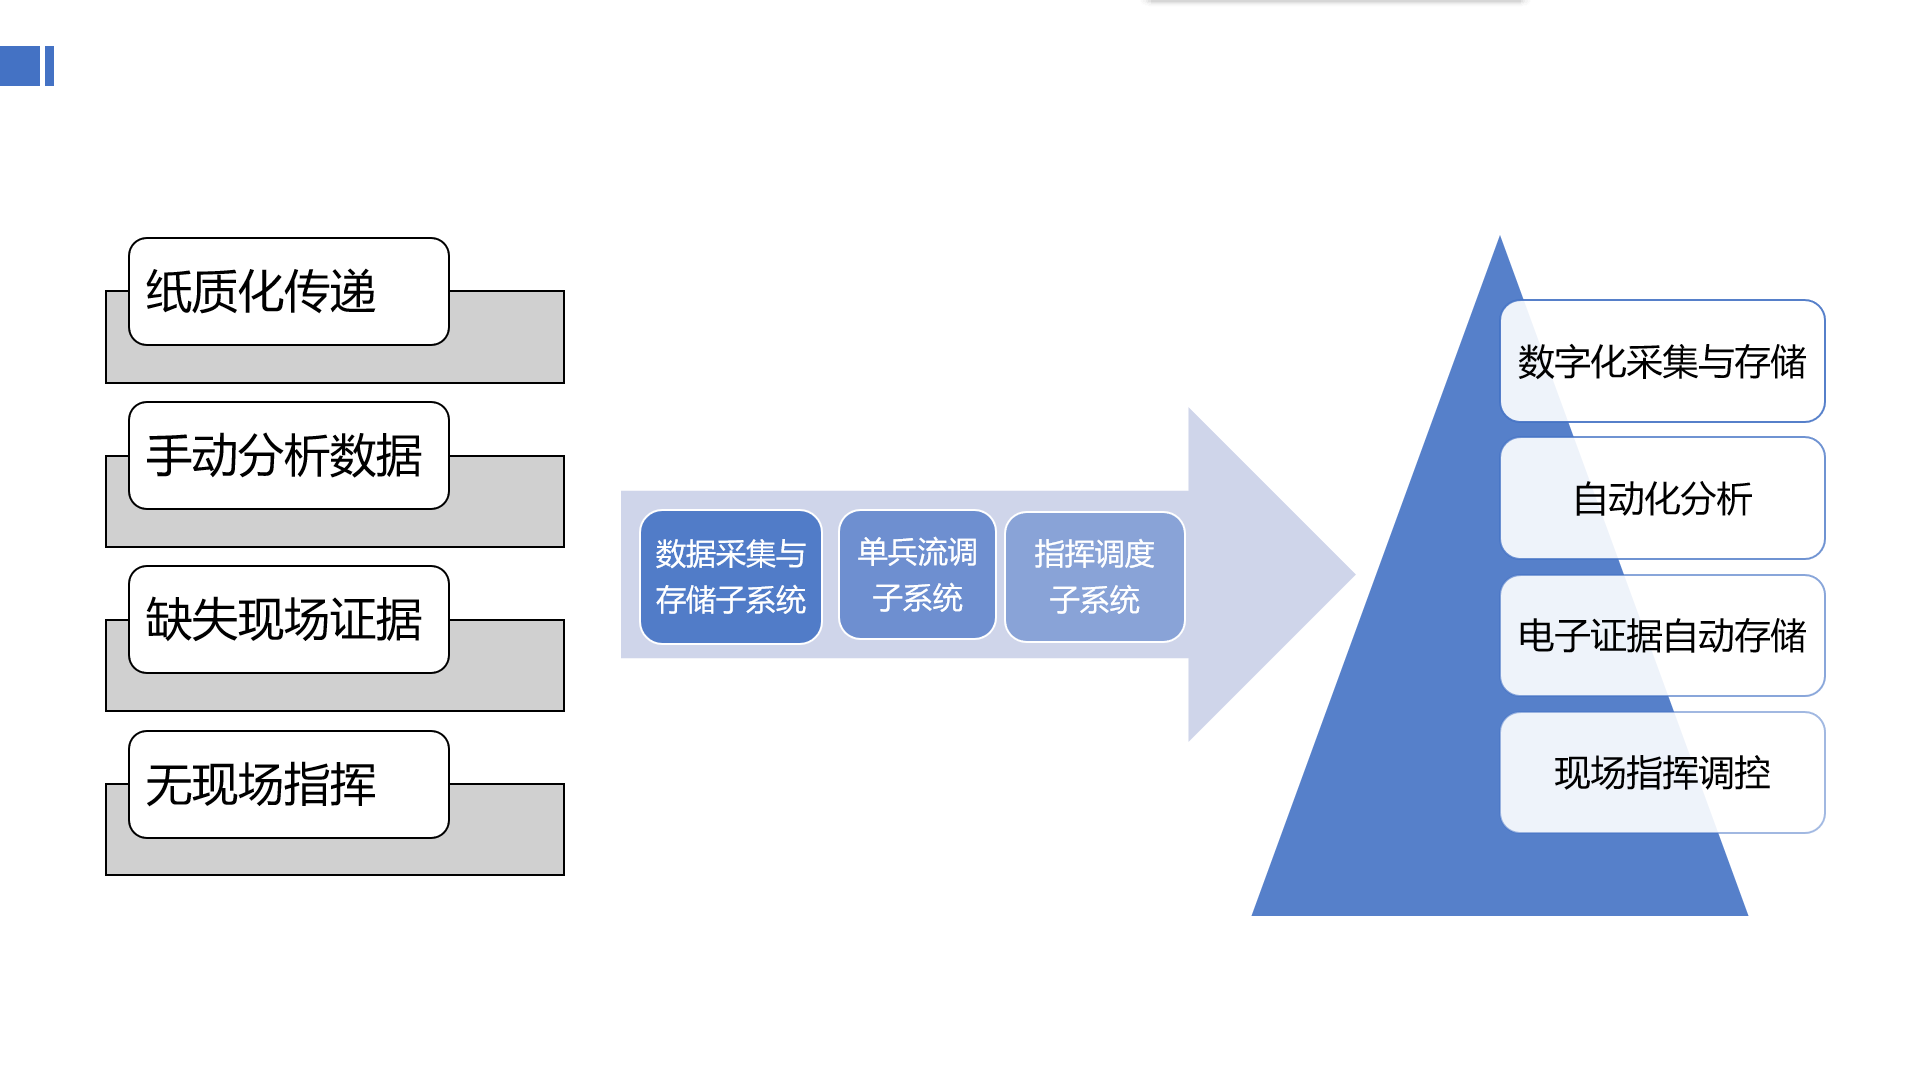 纸质化传递
手动分析数据
缺失现场证据
无现场指挥
数据采集与
存储子系统
单兵流调
子系统
指挥调度
子系统
数字化采集与存储
自动化分析
电子证据自动存储
现场指挥调控